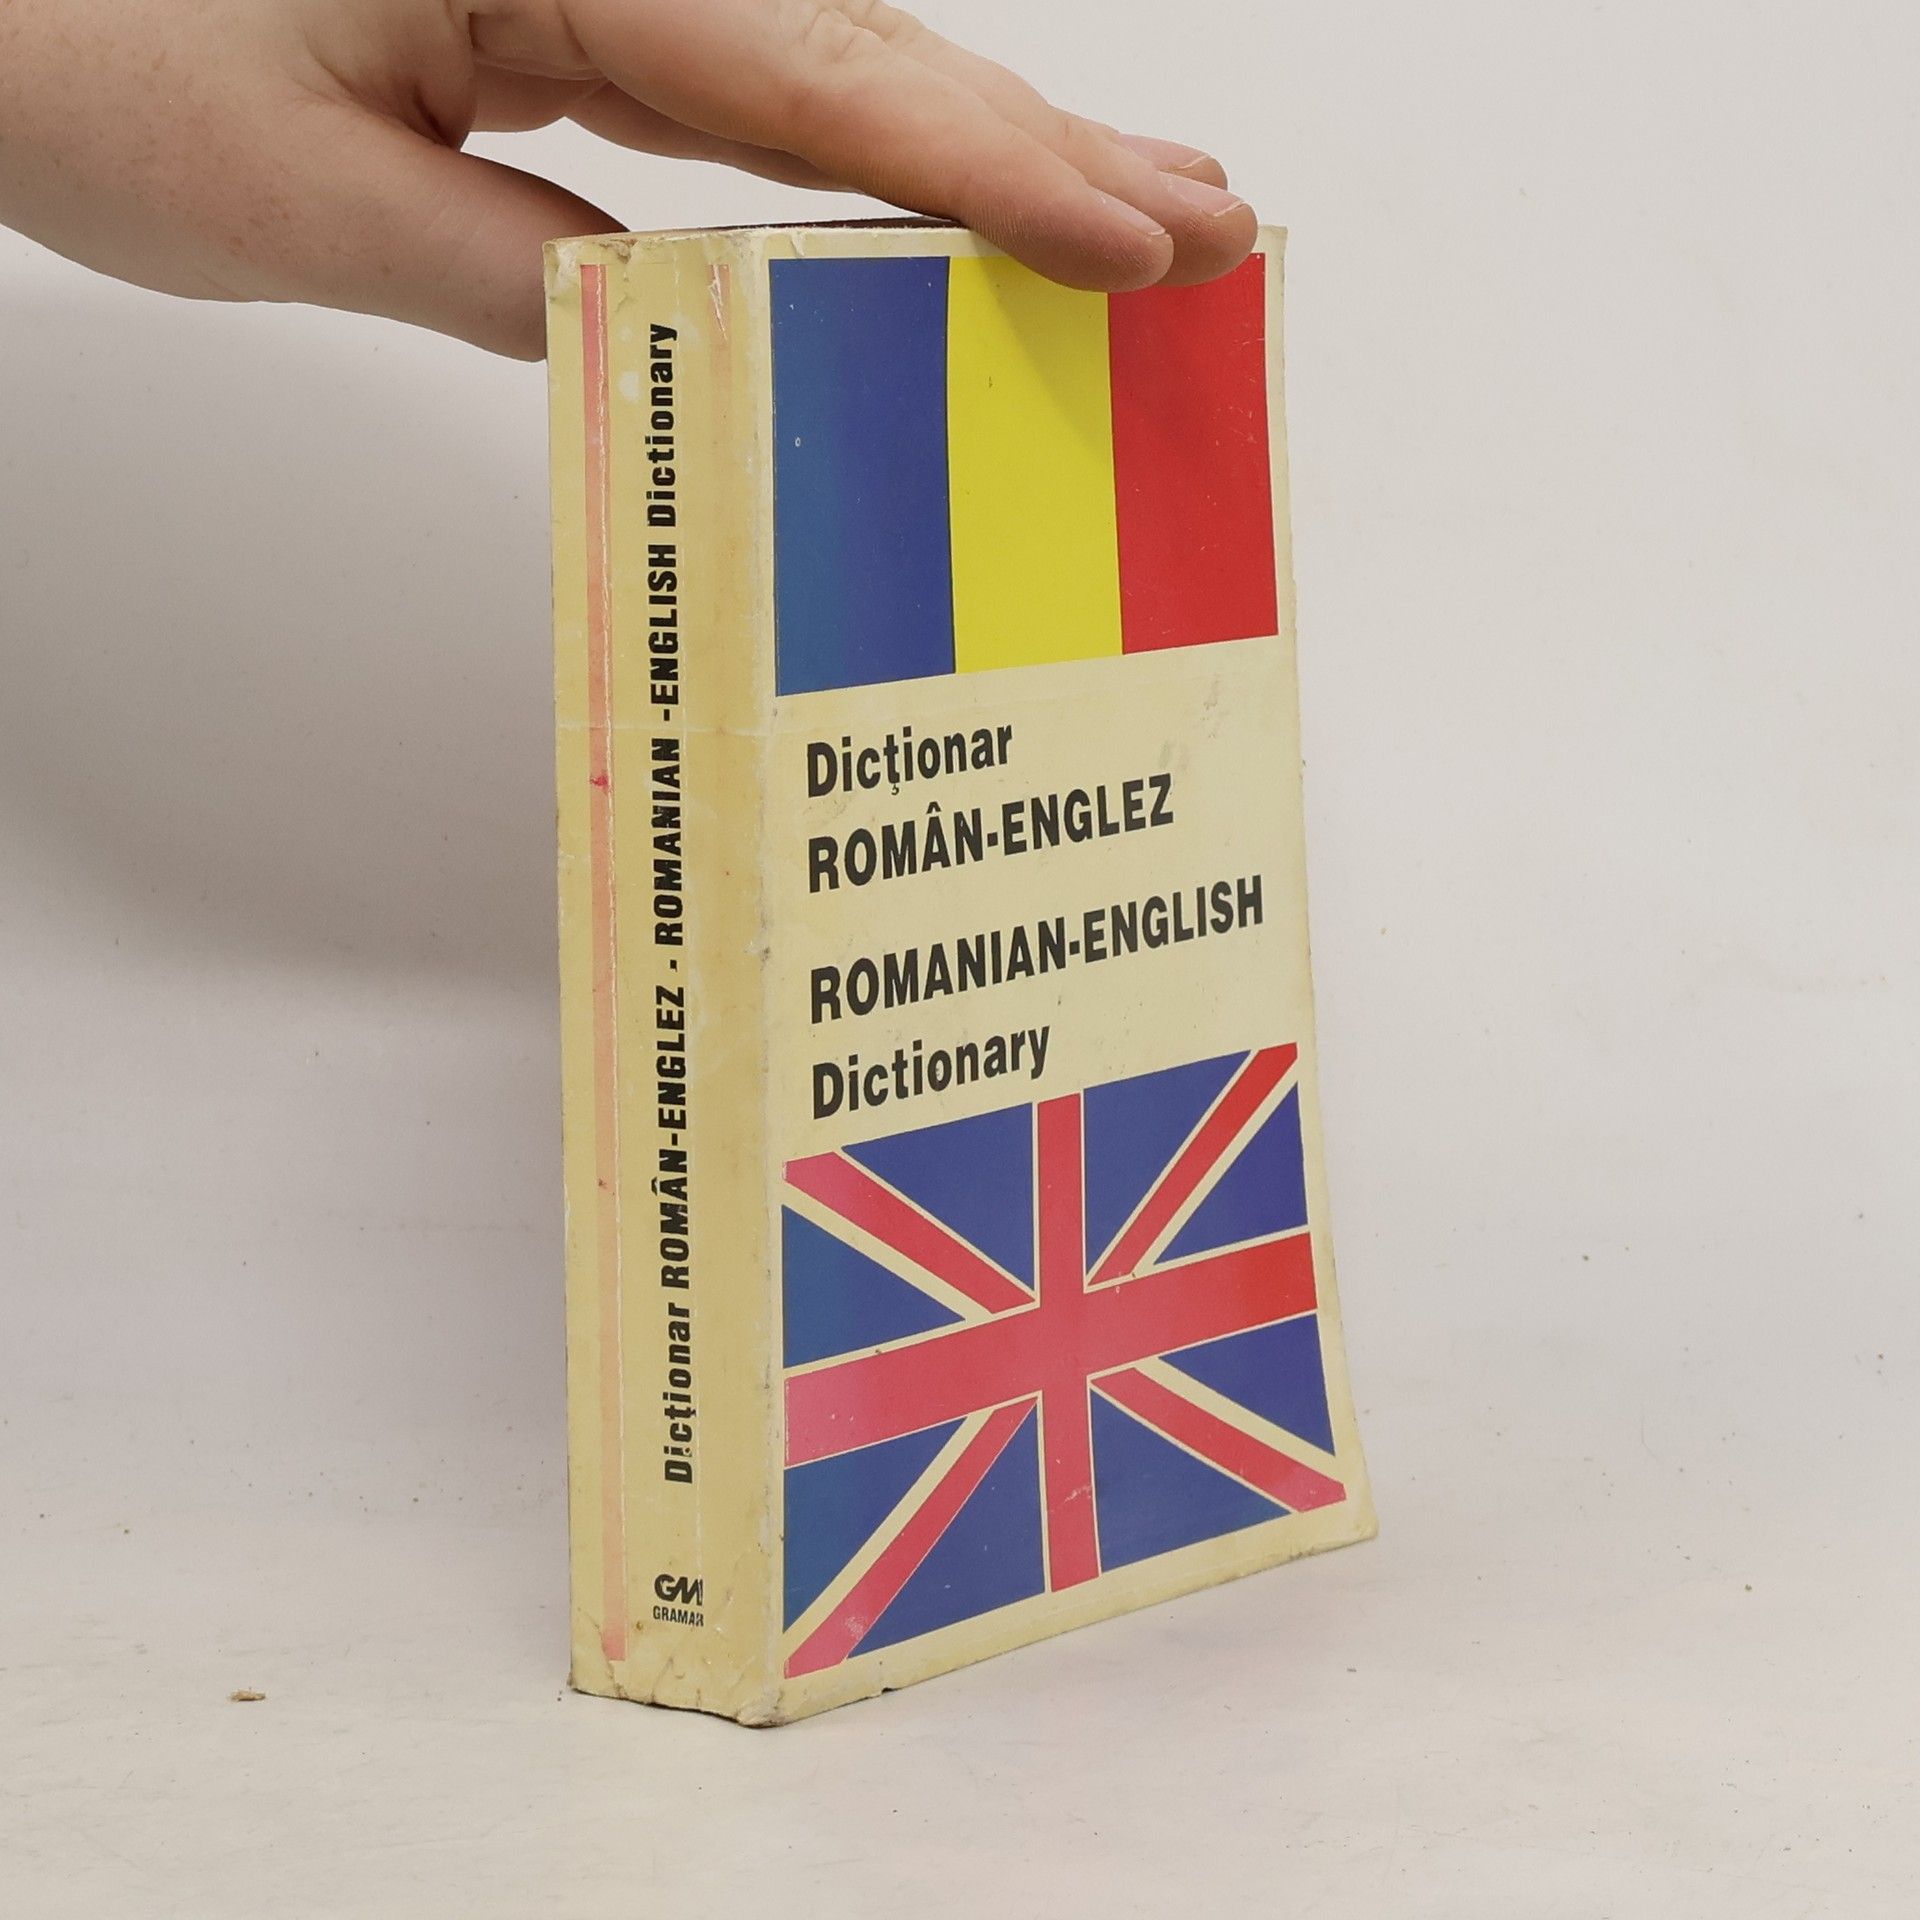 Dicţionar
ROMÂN-ENGLEZ
ROMANIAN-ENGLISH
Dictionary
Dicţionar ROMÂN-ENGLEZ - ROMANIAN -ENGLISH Dictionary
GM
GRAMAR